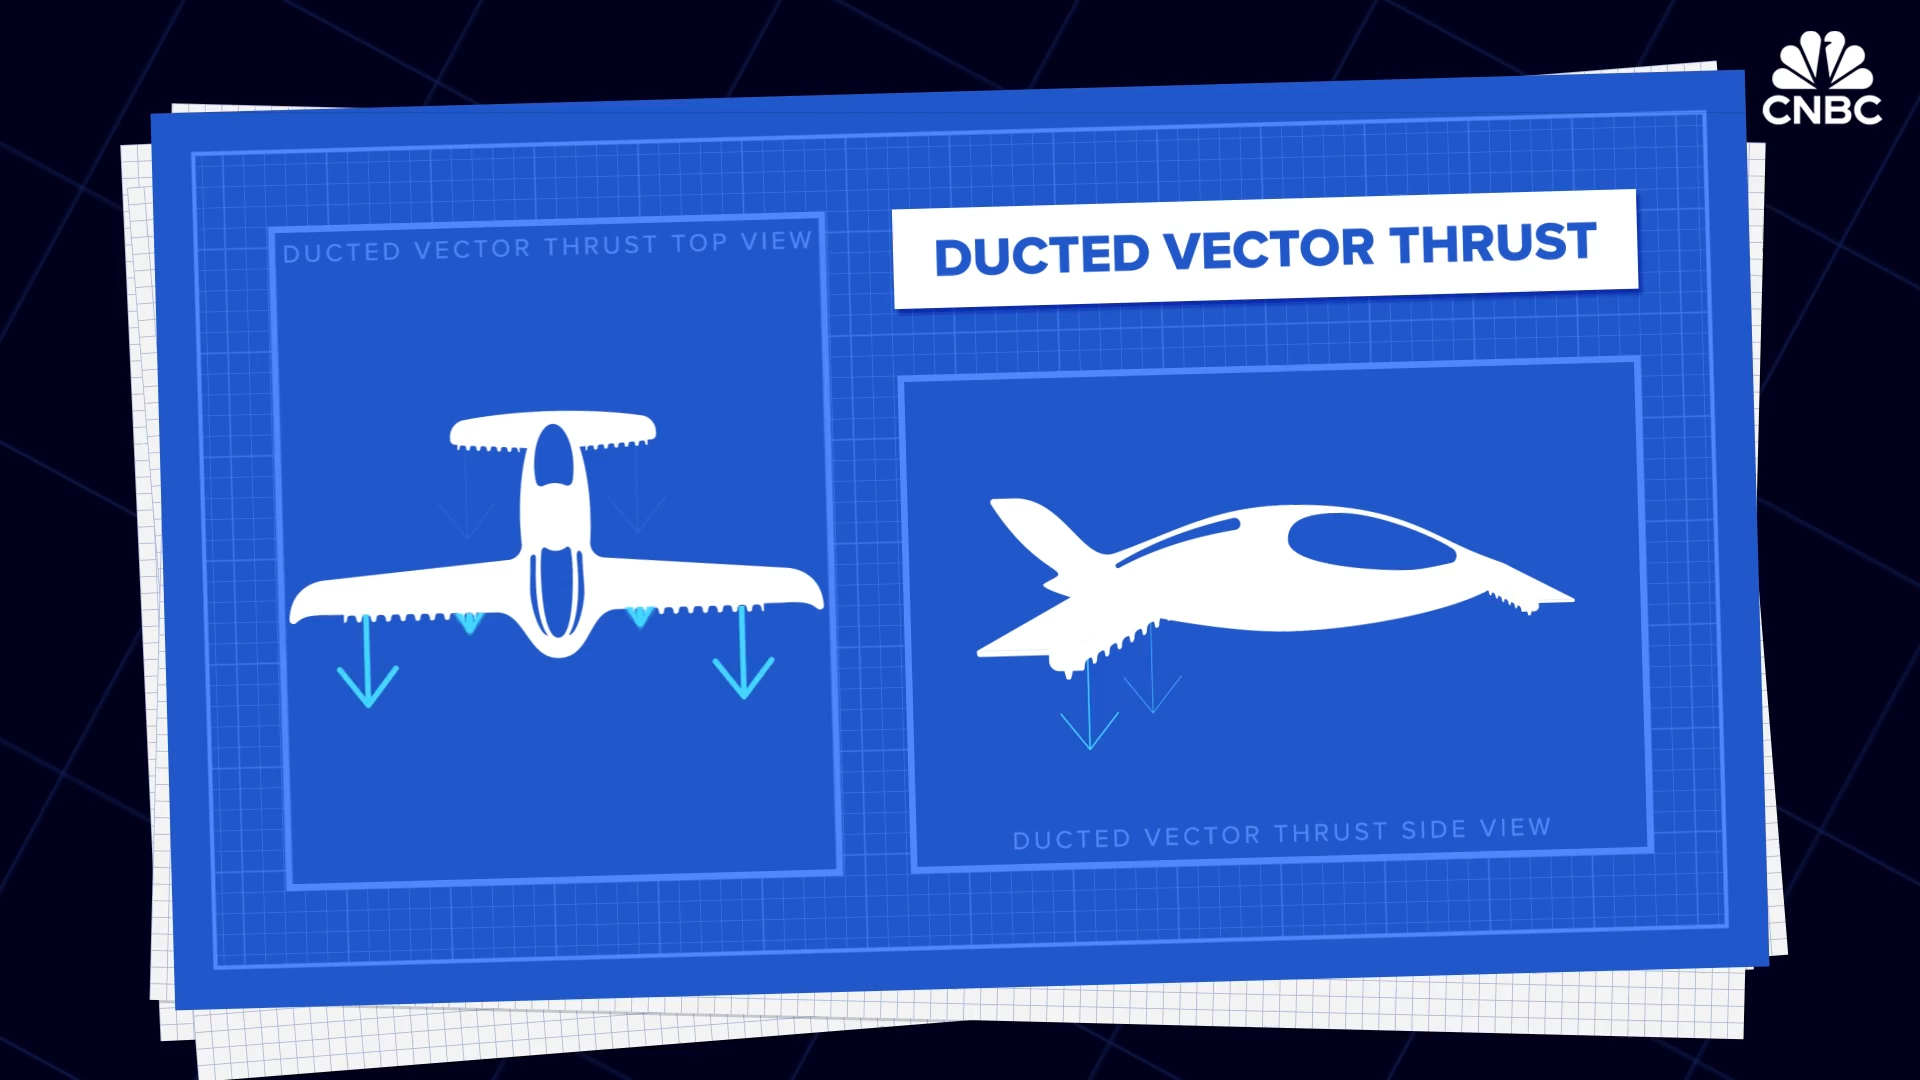 CNBC
DUCTED VECTOR THRUST TOP VIEW
DUCTED VECTOR THRUST
DUCTED VECTOR THRUST SIDE VIEW